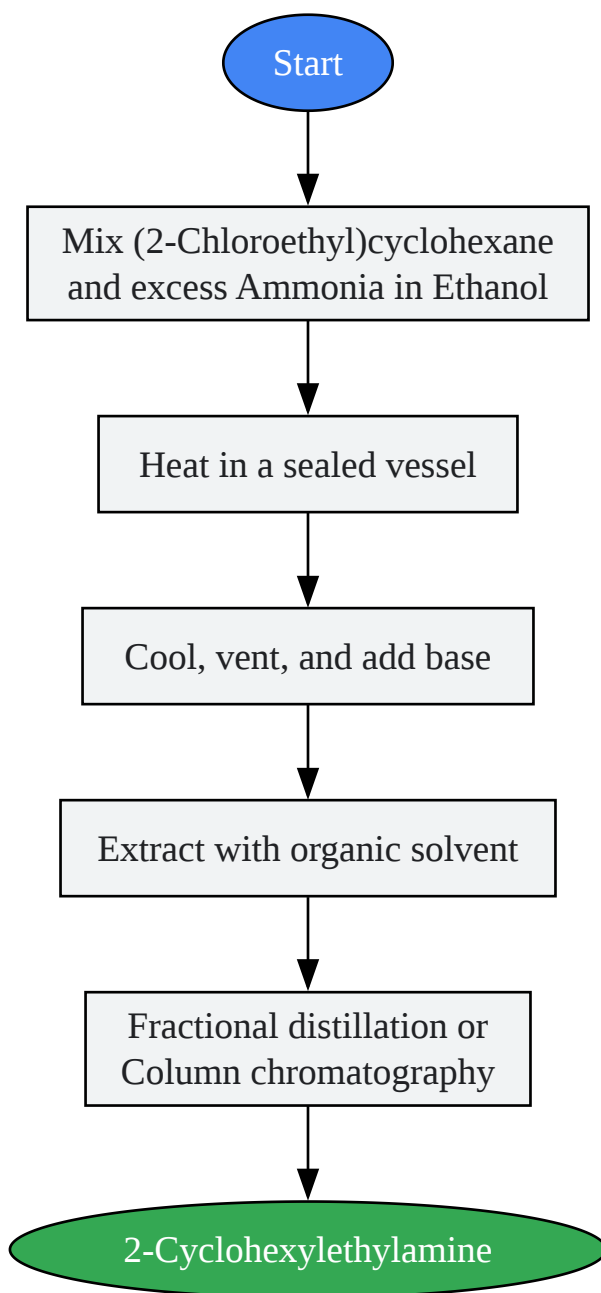 Start
Mix (2-Chloroethyl)cyclohexane
and excess Ammonia in Ethanol
Heat in a sealed vessel
Cool, vent, and add base
Extract with organic solvent
Fractional distillation or
Column chromatography
2-Cyclohexylethylamine